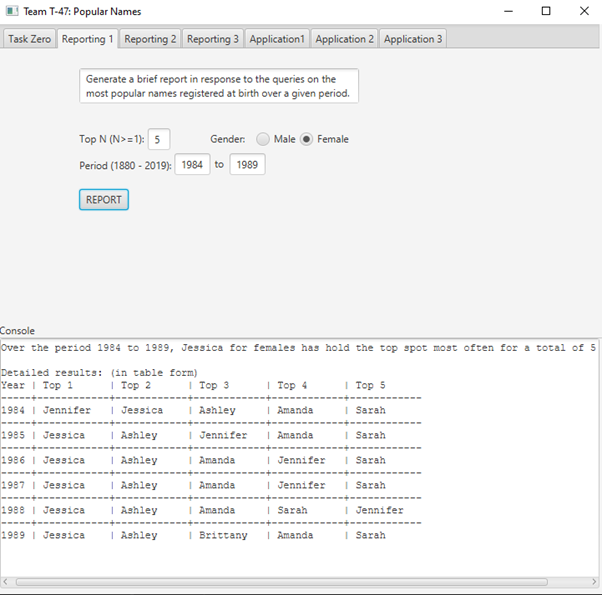 Team T-47: Popular Names
Task Zero Reporting 1 Reporting 2 Reporting 3 Application1 Application 2 Application 3
Generate a brief report in response to the queries on the
most popular names registered at birth over a given period.
Top N (N>=1): 5 Gender: Male Female
Period (1880 - 2019): 1984 to 1989
REPORT
Console
Over the period 1984 to 1989, Jessica for females has hold the top spot most often for a total of 5
Detailed results: (in table form)
Year | Top 1 | Top 2 | Top 3 | Top 4 | Top 5
1984 | Jennifer | Jessica | Ashley | Amanda | Sarah
1985 | Jessica | Ashley | Jennifer | Amanda | Sarah
1986 | Jessica | Ashley | Amanda | Jennifer | Sarah
1987 | Jessica | Ashley | Amanda | Jennifer | Sarah
1988 | Jessica | Ashley | Amanda | Sarah | Jennifer
1989 | Jessica | Ashley | Brittany | Amanda | Sarah